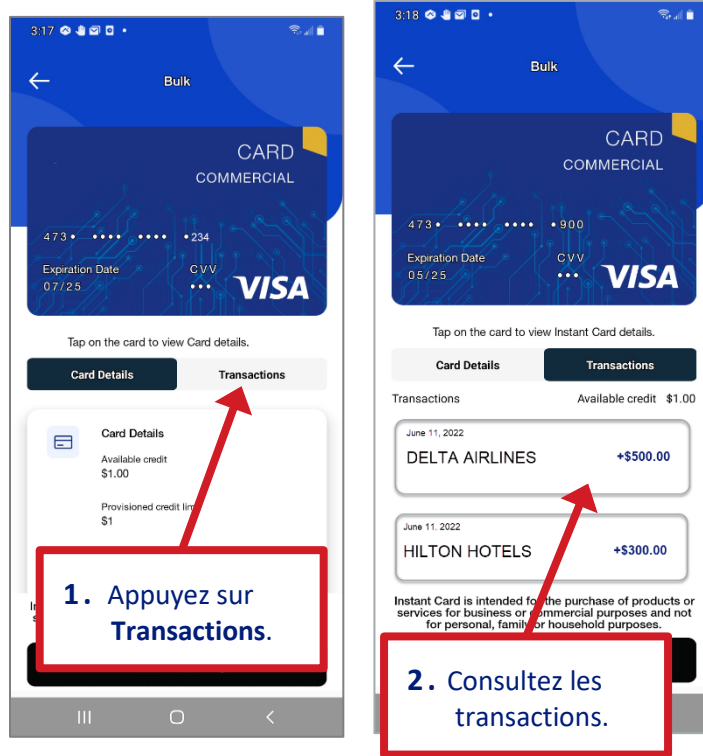 3:17
Bulk
CARD
COMMERCIAL
473• •••• •••• •234
Expiration Date
CVV
07/25
•••
VISA
Tap on the card to view Card details.
Card Details
Transactions
Card Details
Available credit
$1.00
Provisioned credit lim
$1
1. Appuyez sur
Transactions.
3:18
Bulk
CARD
COMMERCIAL
473• •••• •••• •900
Expiration Date
CVV
05/25
•••
VISA
Tap on the card to view Instant Card details.
Card Details
Transactions
Transactions
Available credit $1.00
June 11, 2022
DELTA AIRLINES
+$500.00
June 11. 2022
HILTON HOTELS
+$300.00
Instant Card is intended for the purchase of products or
services for business or commercial purposes and not
for personal, family or household purposes.
2. Consultez les
transactions.